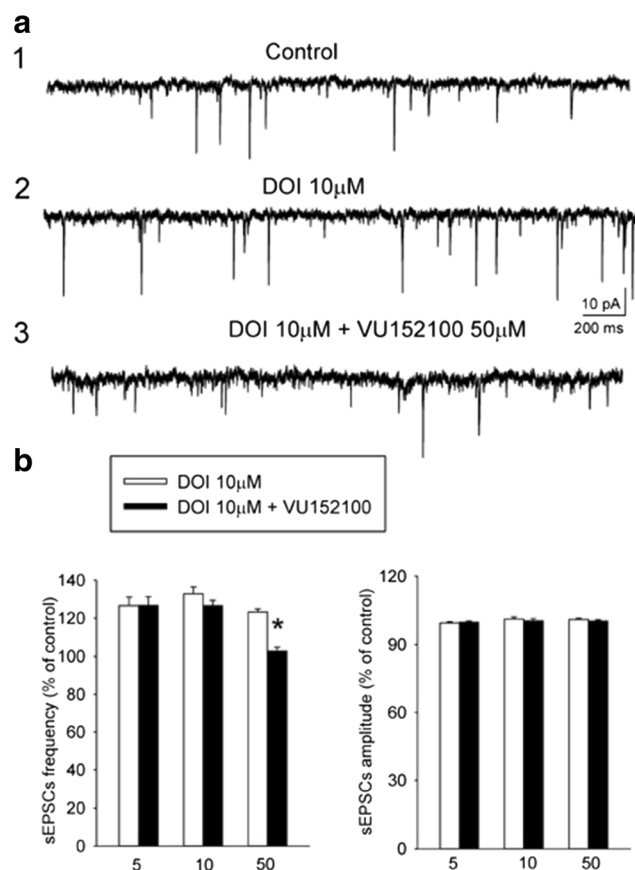 a
1
Control
2
DOI 10μM
10 pA
200 ms
3
DOI 10μM + VU152100 50μM
b
DOI 10μM
DOI 10μM + VU152100
sEPSCs frequency (% of control)
140
120
100
80
60
40
20
0
*
5 10 50
sEPSCs amplitude (% of control)
120
90
60
30
0
5 10 50